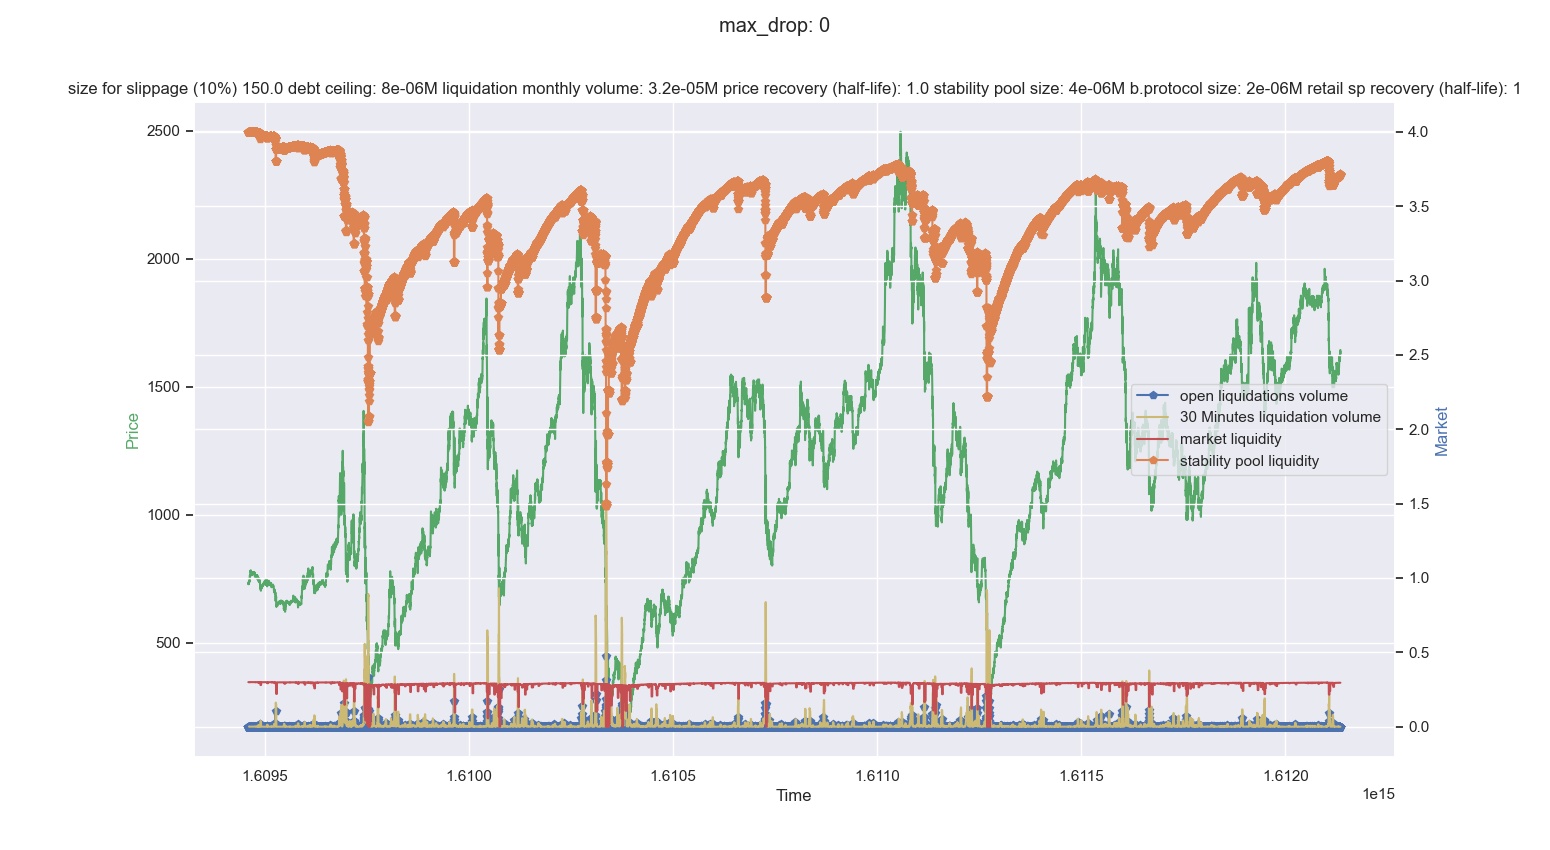 max_drop: 0
size for slippage (10%) 150.0 debt ceiling: 8e-06M liquidation monthly volume: 3.2e-05M price recovery (half-life): 1.0 stability pool size: 4e-06M b.protocol size: 2e-06M retail sp recovery (half-life): 1
2500
2000
1500
1000
500
Price
4.0
3.5
3.0
2.5
2.0
1.5
1.0
0.5
0.0
Market
open liquidations volume
30 Minutes liquidation volume
market liquidity
stability pool liquidity
1.6095 1.6100 1.6105 1.6110 1.6115 1.6120
Time
1e15